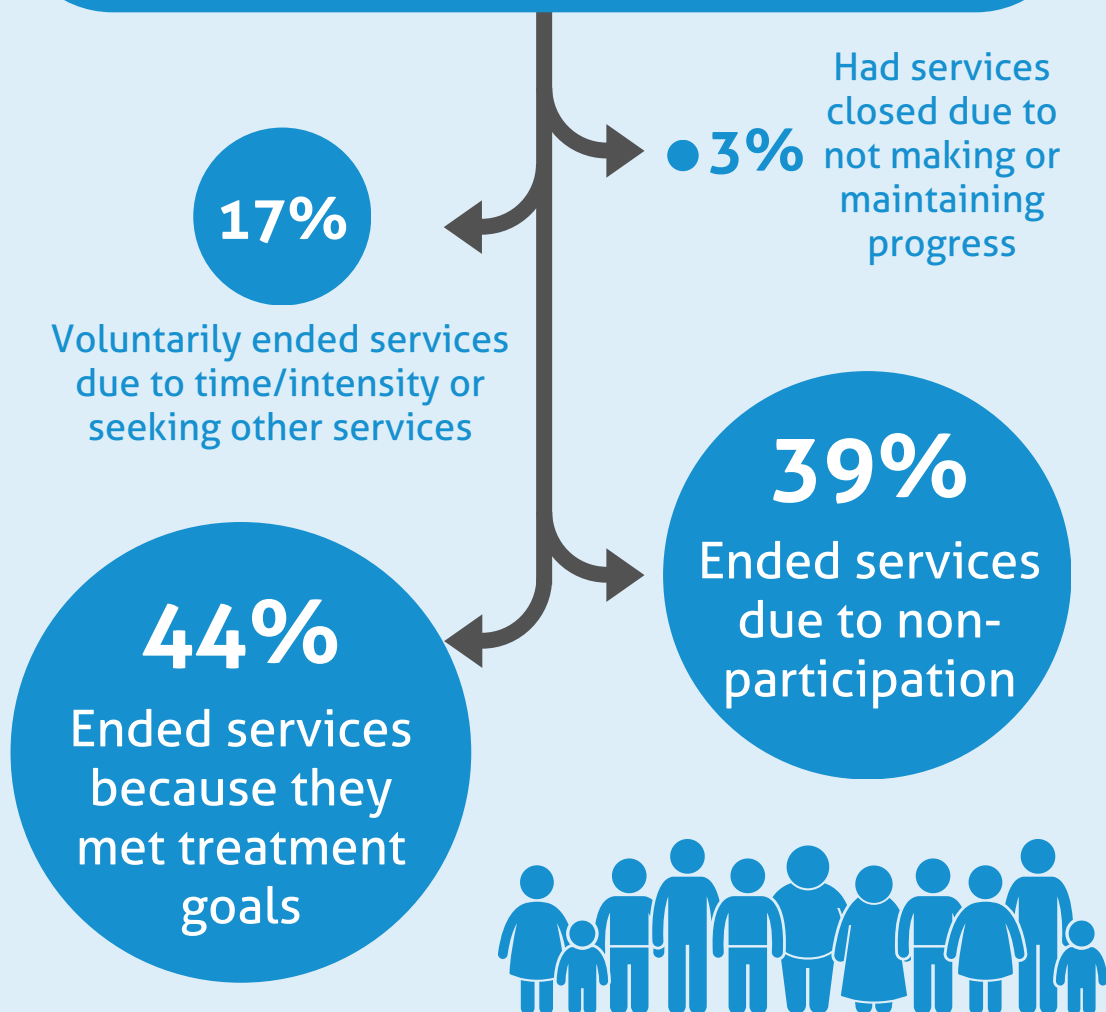 3%
Had services
closed due to
not making or
maintaining
progress
17%
Voluntarily ended services
due to time/intensity or
seeking other services
39%
Ended services
due to non-
participation
44%
Ended services
because they
met treatment
goals